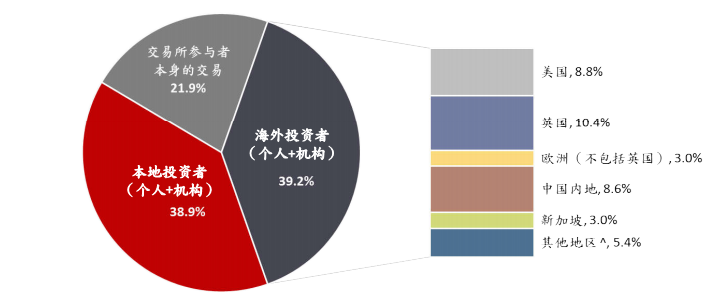 交易所参与者
本身的交易
21.9%
海外投资者
（个人+机构）
39.2%
本地投资者
（个人+机构）
38.9%
美国, 8.8%
英国, 10.4%
欧洲（不包括英国）, 3.0%
中国内地, 8.6%
新加坡, 3.0%
其他地区 ^, 5.4%